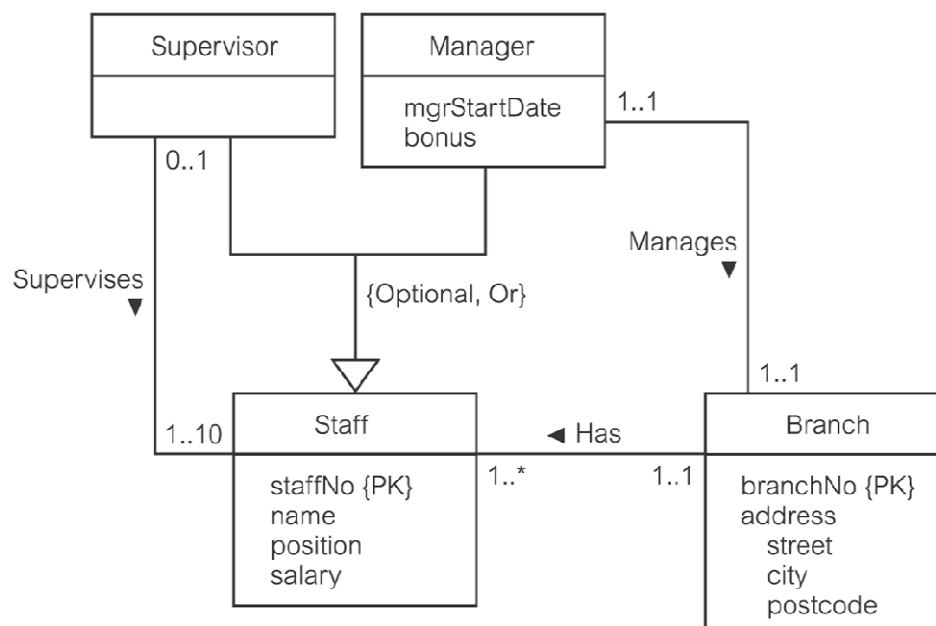 Supervisor
Manager
mgrStartDate
bonus
1..1
0..1
Manages
▼
Supervises
▼
{Optional, Or}
1..1
1..10
Staff
◄ Has
Branch
1..*
1..1
staffNo {PK}
name
position
salary
branchNo {PK}
address
street
city
postcode